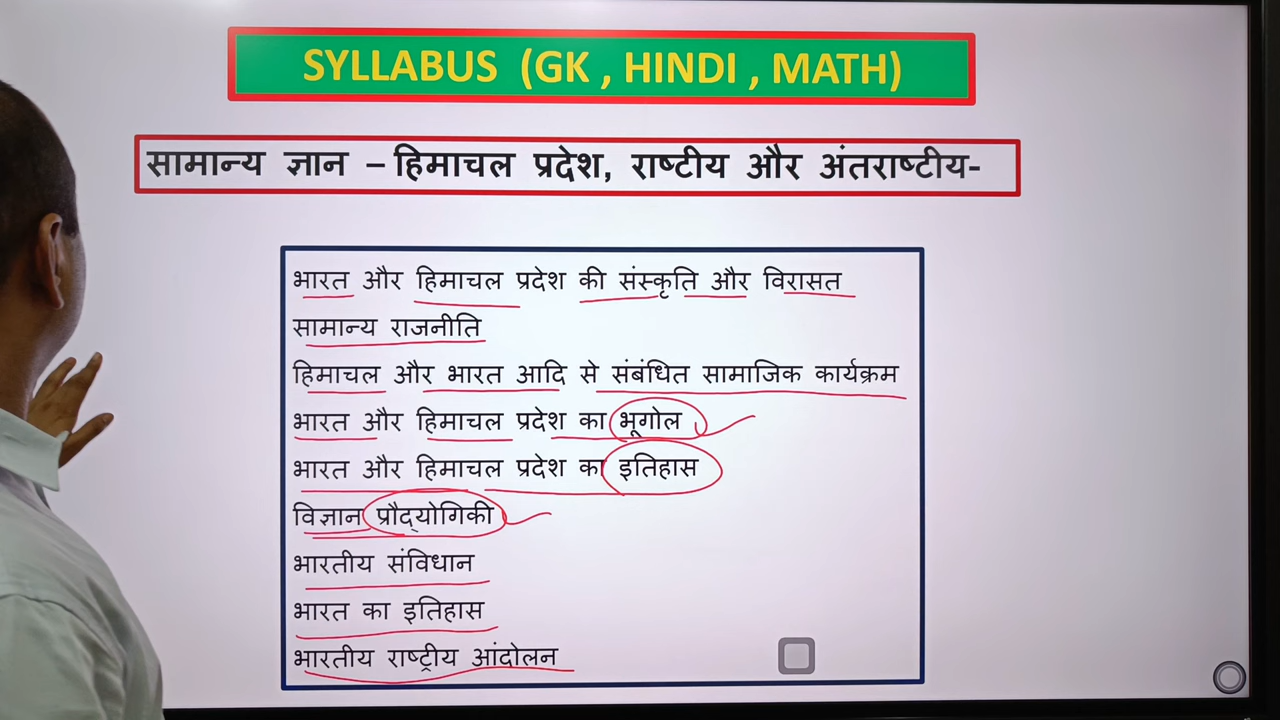 SYLLABUS (GK , HINDI , MATH)
सामान्य ज्ञान – हिमाचल प्रदेश, राष्टीय और अंतराष्टीय-
भारत और हिमाचल प्रदेश की संस्कृति और विरासत
सामान्य राजनीति
हिमाचल और भारत आदि से संबंधित सामाजिक कार्यक्रम
भारत और हिमाचल प्रदेश का भूगोल
भारत और हिमाचल प्रदेश का इतिहास
विज्ञान प्रौद्योगिकी
भारतीय संविधान
भारत का इतिहास
भारतीय राष्ट्रीय आंदोलन